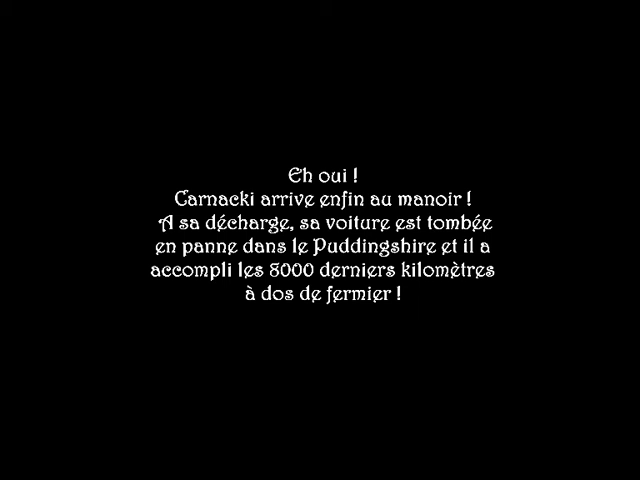 Eh oui !
Carnacki arrive enfin au manoir !
A sa décharge, sa voiture est tombée
en panne dans le Puddingshire et il a
accompli les 8000 derniers kilomètres
à dos de fermier !